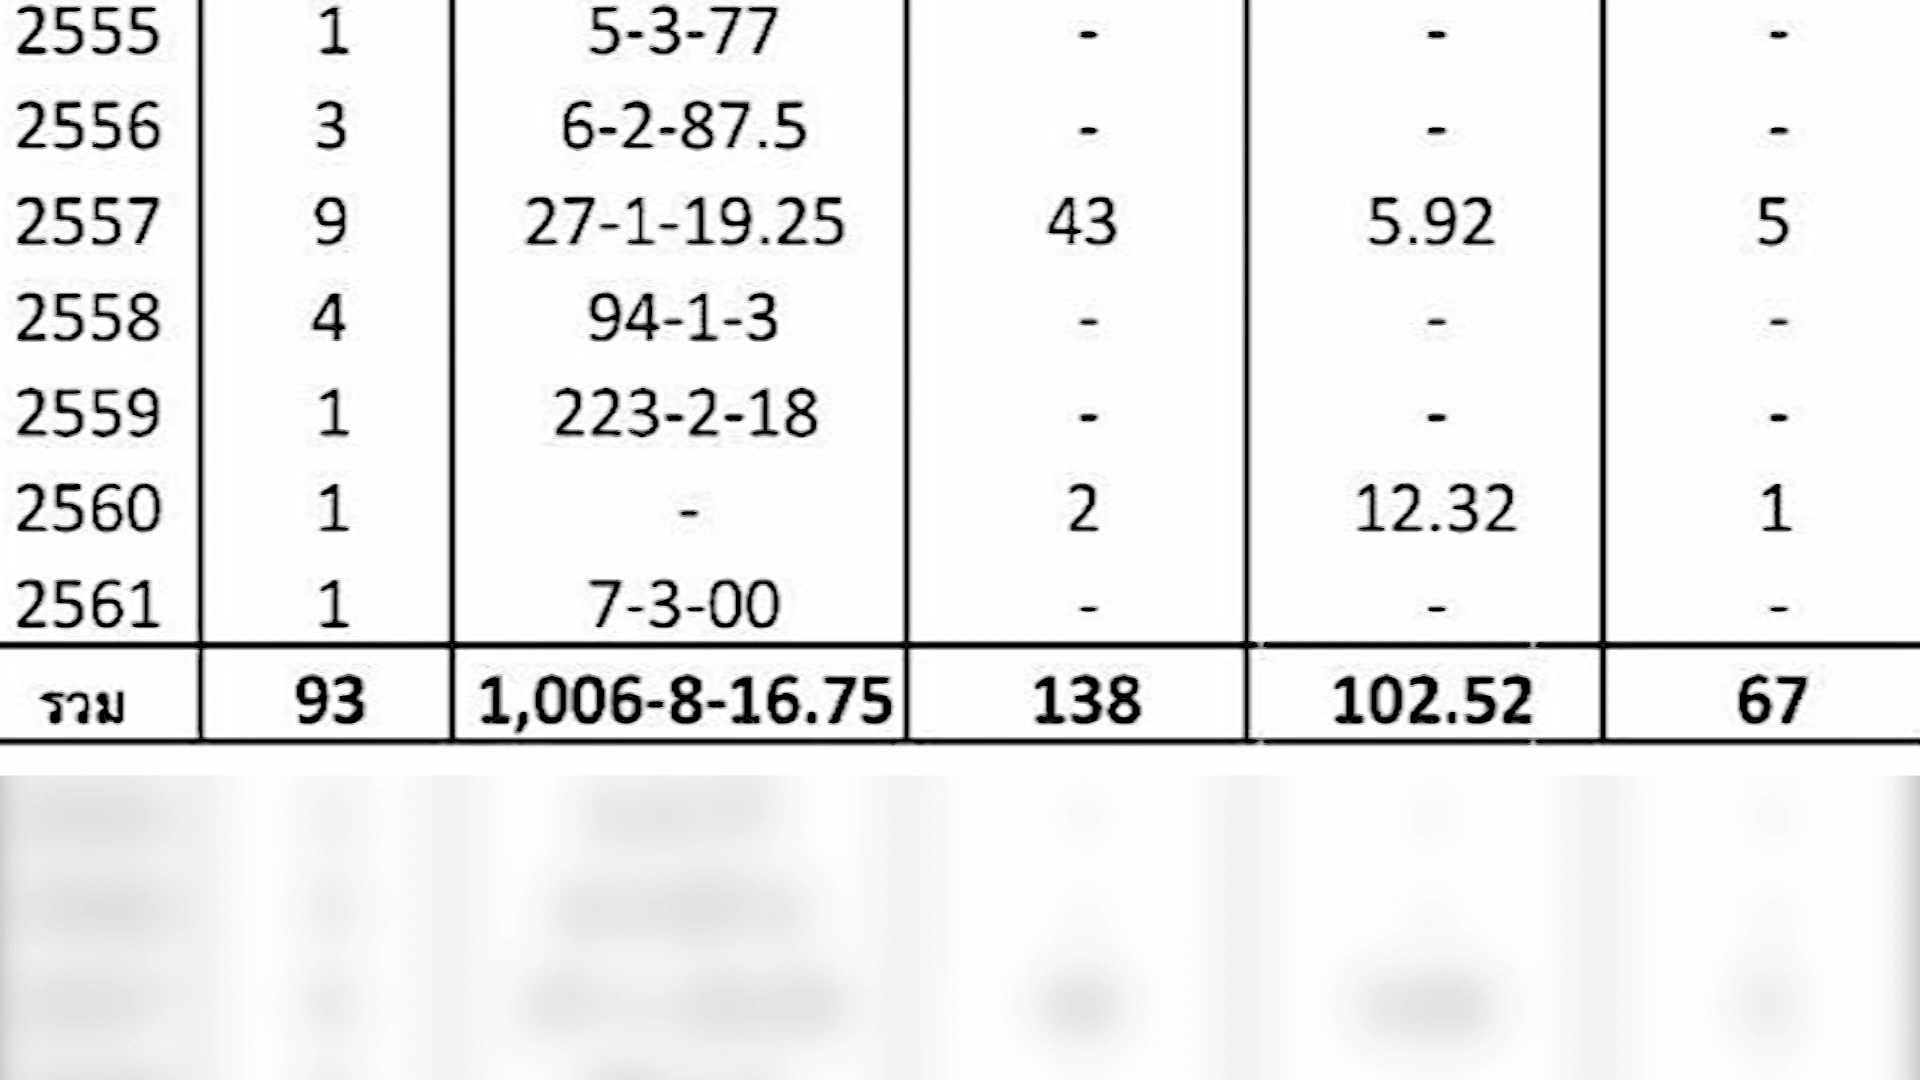 2555 1 5-3-77 - - -
2556 3 6-2-87.5 - - -
2557 9 27-1-19.25 43 5.92 5
2558 4 94-1-3 - - -
2559 1 223-2-18 - - -
2560 1 - 2 12.32 1
2561 1 7-3-00 - - -
รวม 93 1,006-8-16.75 138 102.52 67